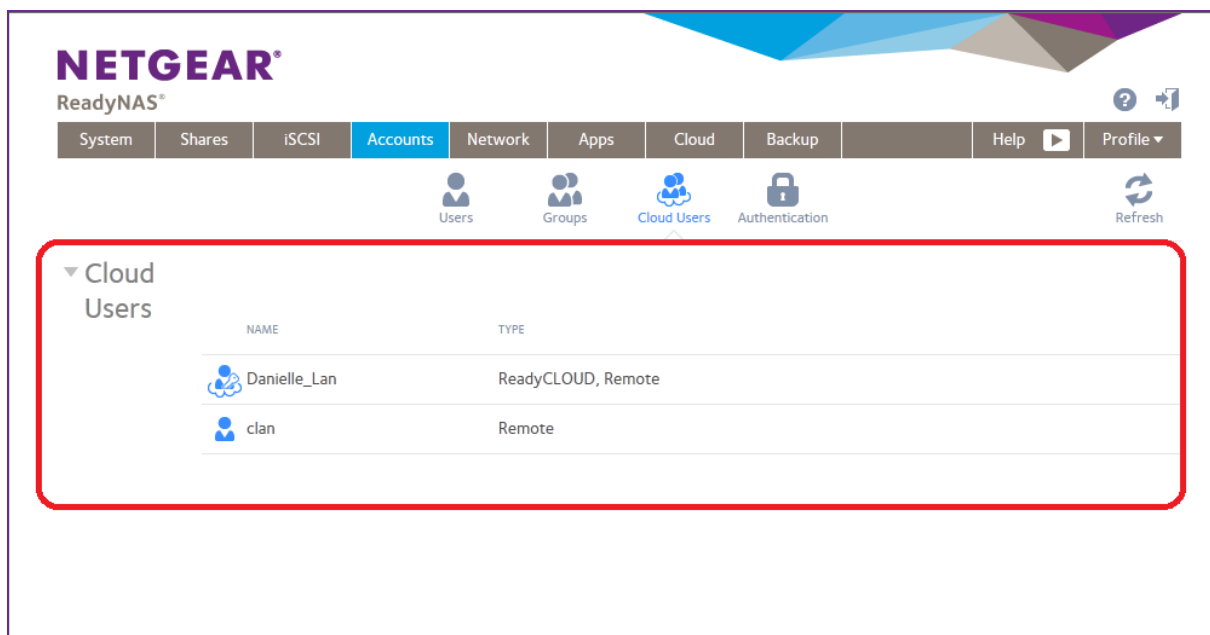 NETGEAR®
ReadyNAS®
System Shares iSCSI Accounts Network Apps Cloud Backup Help Profile
Users Groups Cloud Users Authentication Refresh
Cloud
Users
NAME TYPE
Danielle_Lan ReadyCLOUD, Remote
clan Remote